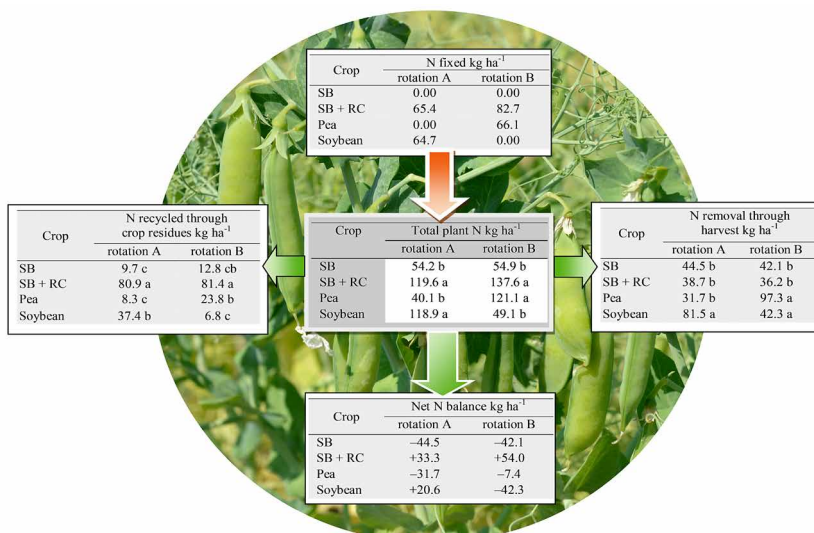 Crop N fixed kg ha⁻¹
rotation A rotation B
SB 0.00 0.00
SB + RC 65.4 82.7
Pea 0.00 66.1
Soybean 64.7 0.00
Crop N recycled through
crop residues kg ha⁻¹
rotation A rotation B
SB 9.7 c 12.8 cb
SB + RC 80.9 a 81.4 a
Pea 8.3 c 23.8 b
Soybean 37.4 b 6.8 c
Crop Total plant N kg ha⁻¹
rotation A rotation B
SB 54.2 b 54.9 b
SB + RC 119.6 a 137.6 a
Pea 40.1 b 121.1 a
Soybean 118.9 a 49.1 b
Crop N removal through
harvest kg ha⁻¹
rotation A rotation B
SB 44.5 b 42.1 b
SB + RC 38.7 b 36.2 b
Pea 31.7 b 97.3 a
Soybean 81.5 a 42.3 a
Crop Net N balance kg ha⁻¹
rotation A rotation B
SB –44.5 –42.1
SB + RC +33.3 +54.0
Pea –31.7 –7.4
Soybean +20.6 –42.3